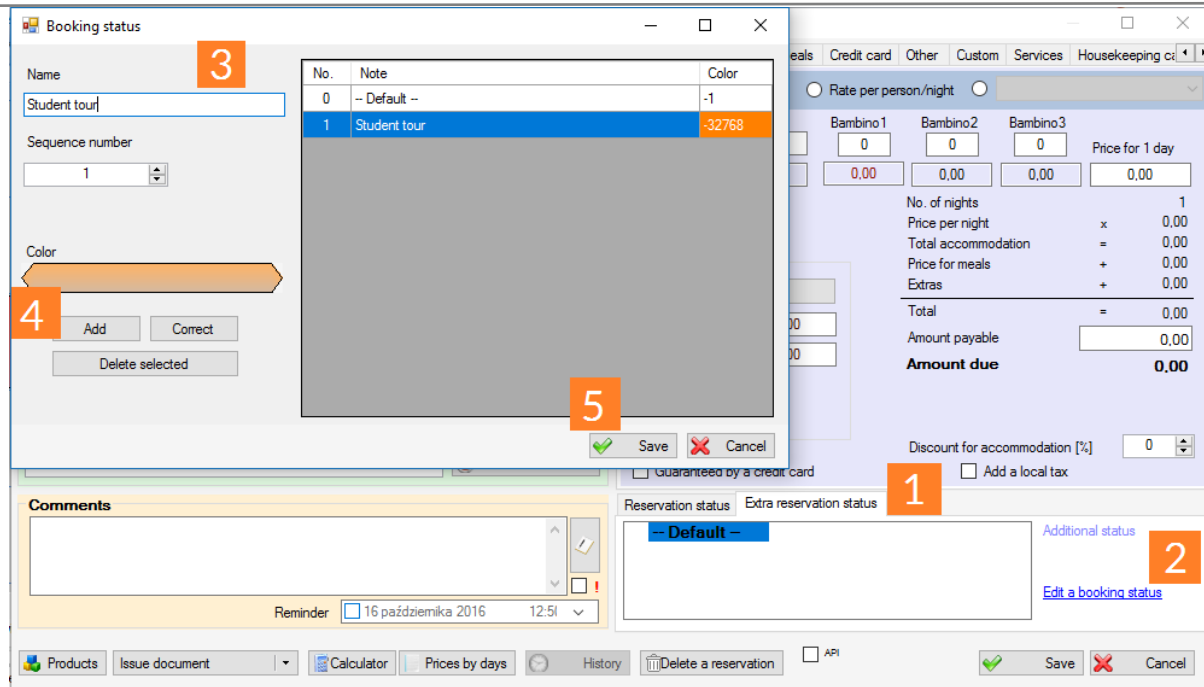 Booking status
3
Name
Student tour
Sequence number
1
Color
4
Add Correct
Delete selected
No. Note Color
0 -- Default -- -1
1 Student tour -32768
5
Save Cancel
eals Credit card Other Custom Services Housekeeping ca
Rate per person/night
Bambino1 Bambino2 Bambino3
0 0 0 Price for 1 day
0,00 0,00 0,00 0,00
No. of nights 1
Price per night x 0,00
Total accommodation = 0,00
Price for meals + 0,00
Extras + 0,00
Total = 0,00
00
Amount payable 0,00
00
Amount due 0,00
Discount for accommodation [%] 0
Guaranteed by a credit card Add a local tax
1
Comments
!
Reminder 16 października 2016 12:5
Reservation status Extra reservation status
-- Default --
Additional status
2
Edit a booking status
Products Issue document Calculator Prices by days History Delete a reservation API Save Cancel